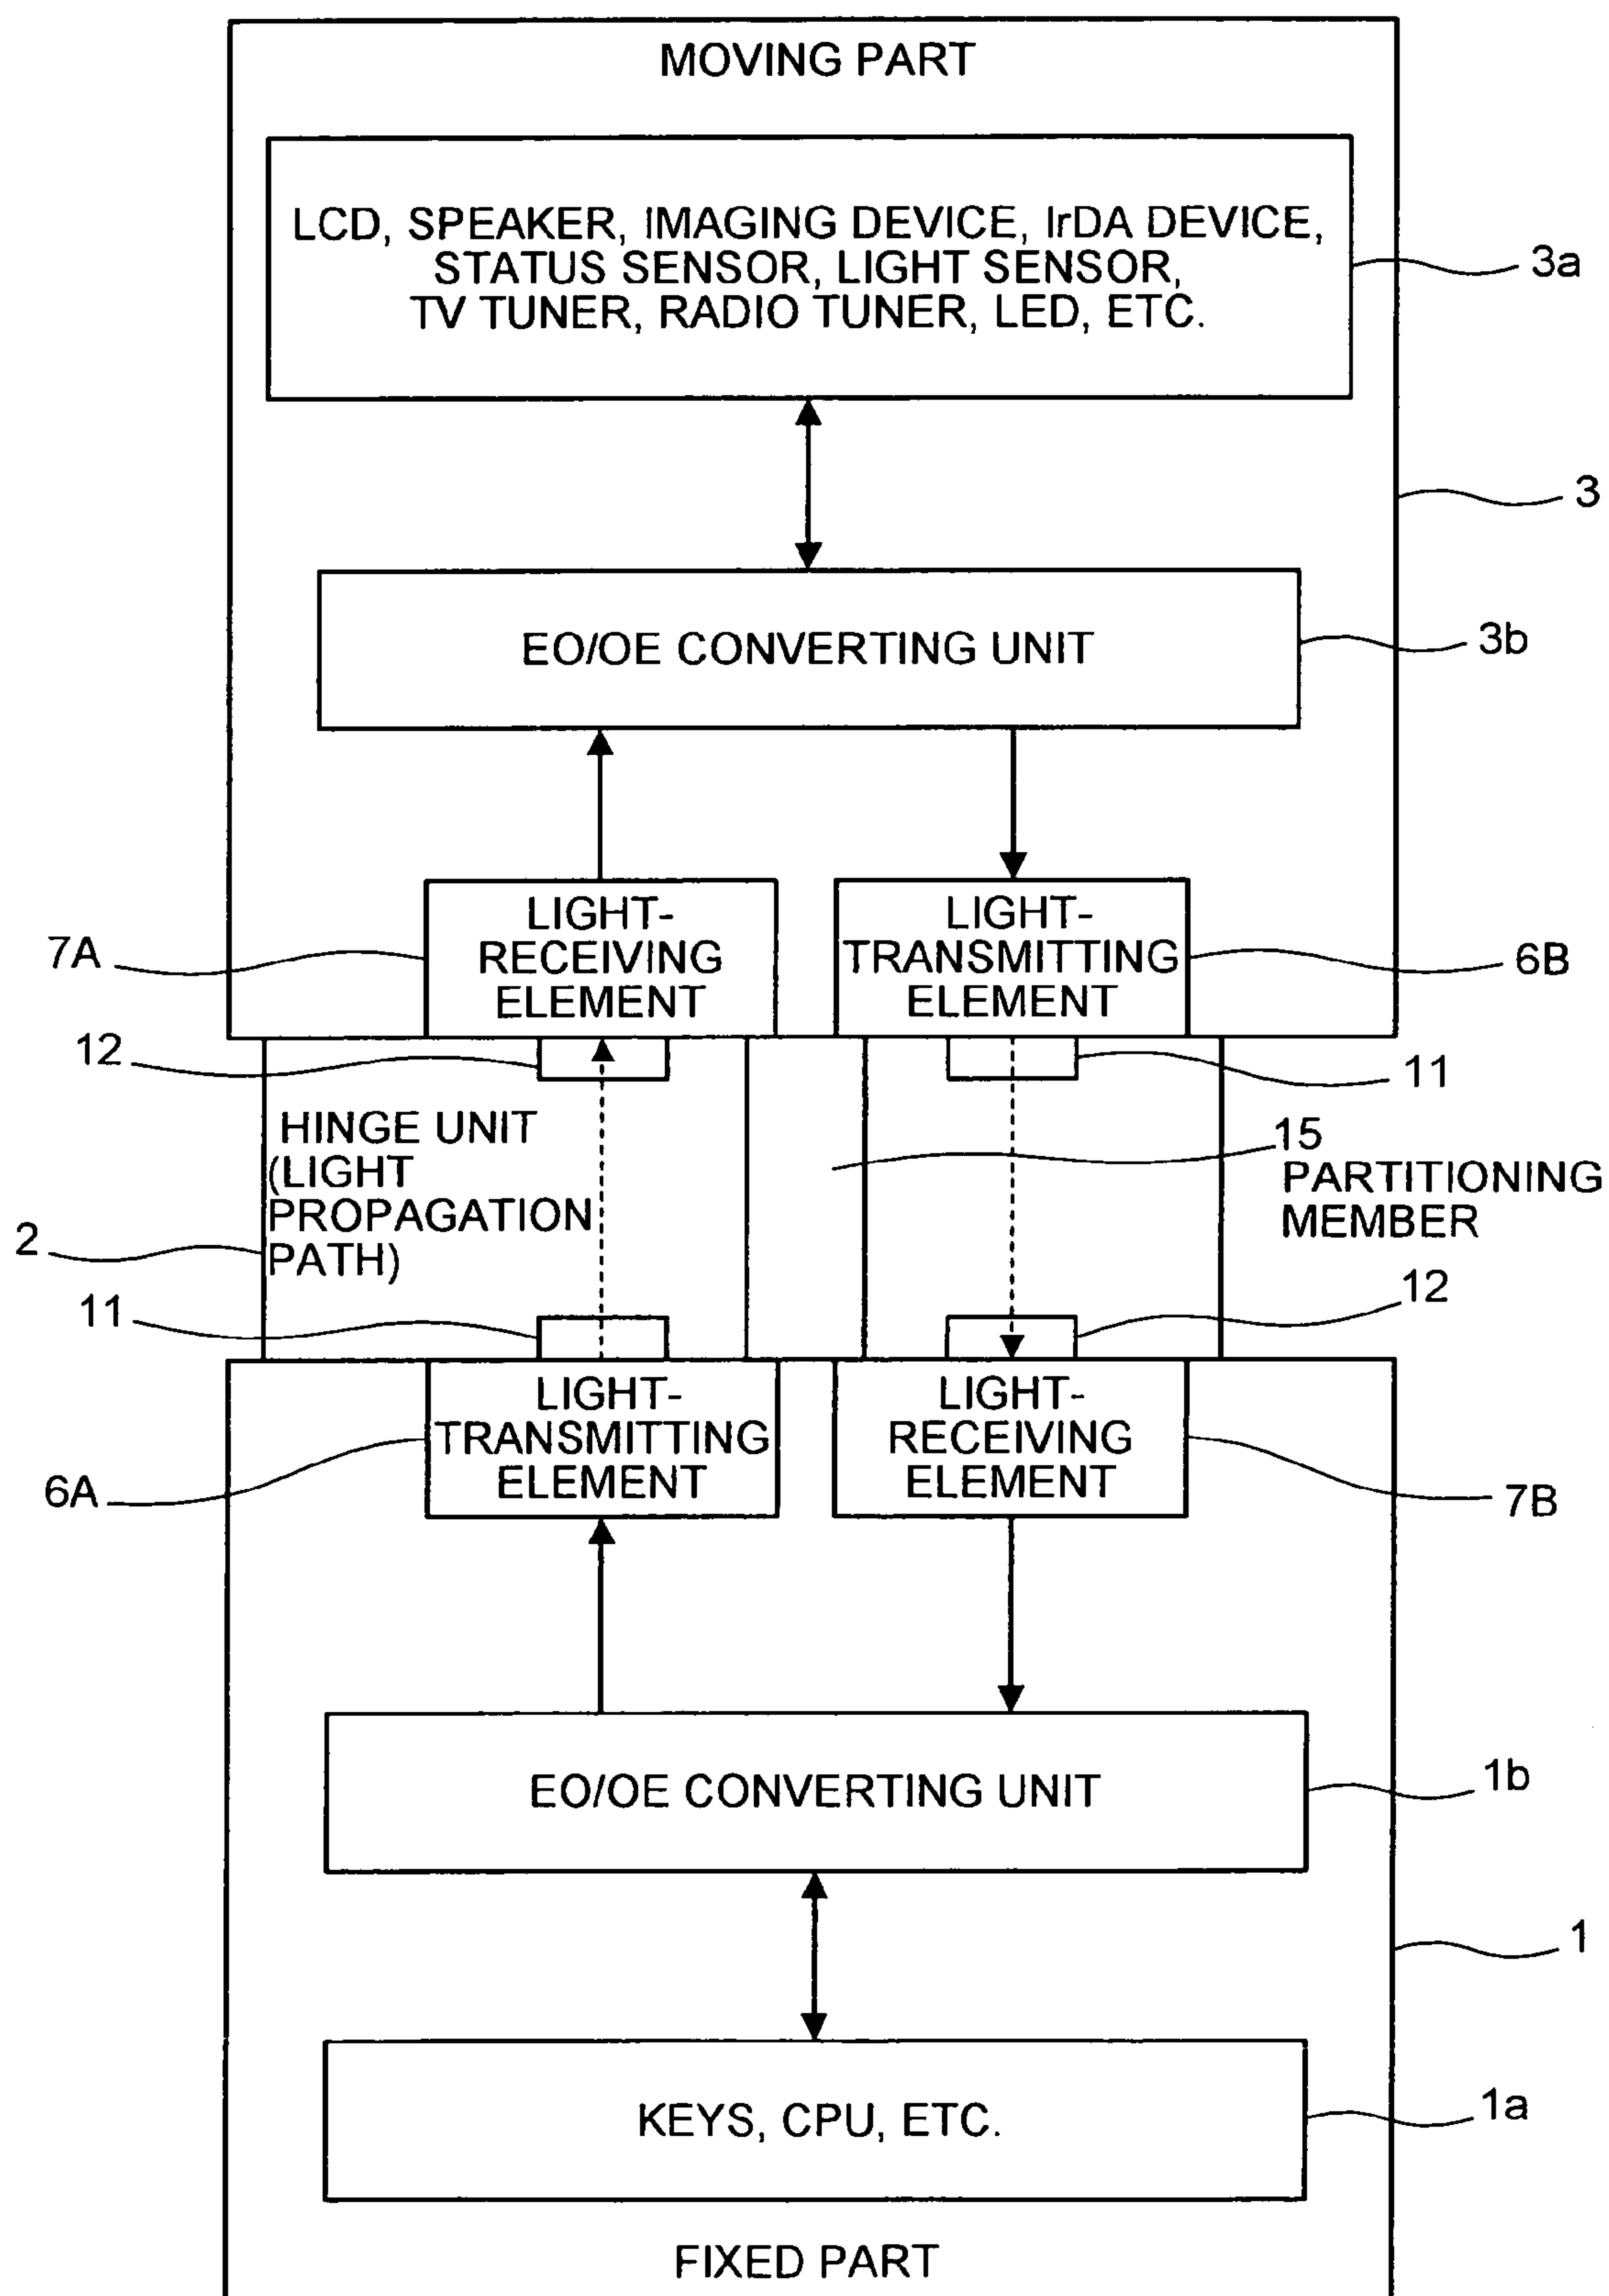 MOVING PART
LCD, SPEAKER, IMAGING DEVICE, IrDA DEVICE,
STATUS SENSOR, LIGHT SENSOR,
TV TUNER, RADIO TUNER, LED, ETC.
3a
3
EO/OE CONVERTING UNIT
3b
7A
LIGHT-
RECEIVING
ELEMENT
LIGHT-
TRANSMITTING
ELEMENT
6B
12
11
HINGE UNIT
(LIGHT
PROPAGATION
PATH)
2
15
PARTITIONING
MEMBER
11
12
6A
LIGHT-
TRANSMITTING
ELEMENT
LIGHT-
RECEIVING
ELEMENT
7B
EO/OE CONVERTING UNIT
1b
1
KEYS, CPU, ETC.
1a
FIXED PART